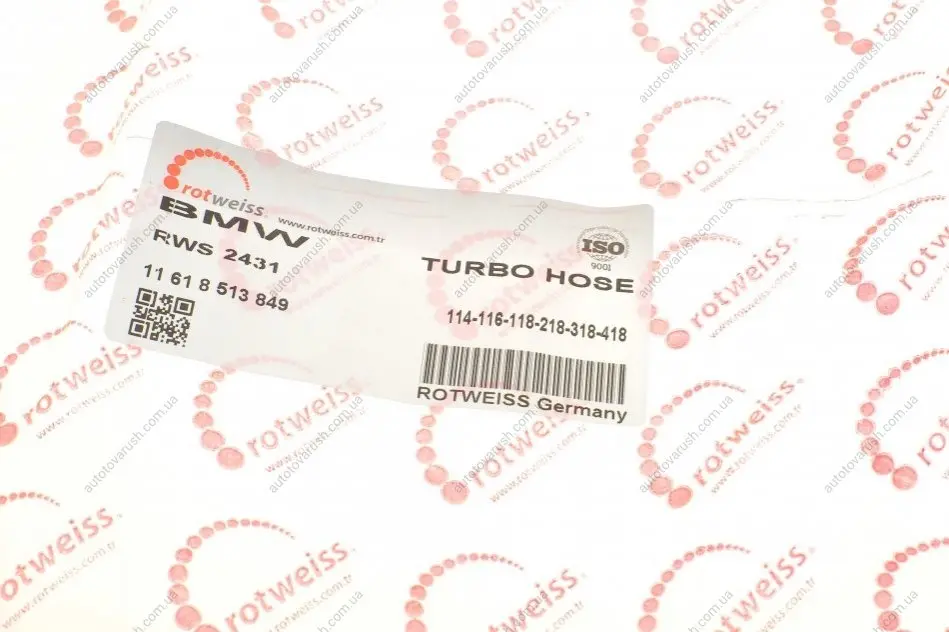 rotweiss
www.rotweiss.com.tr
BMW
RWS 2431
11 61 8 513 849
ISO
9001
TURBO HOSE
114-116-118-218-318-418
ROTWEISS Germany
rotweiss
www.rotweiss.com.tr
autotovarush.com.ua